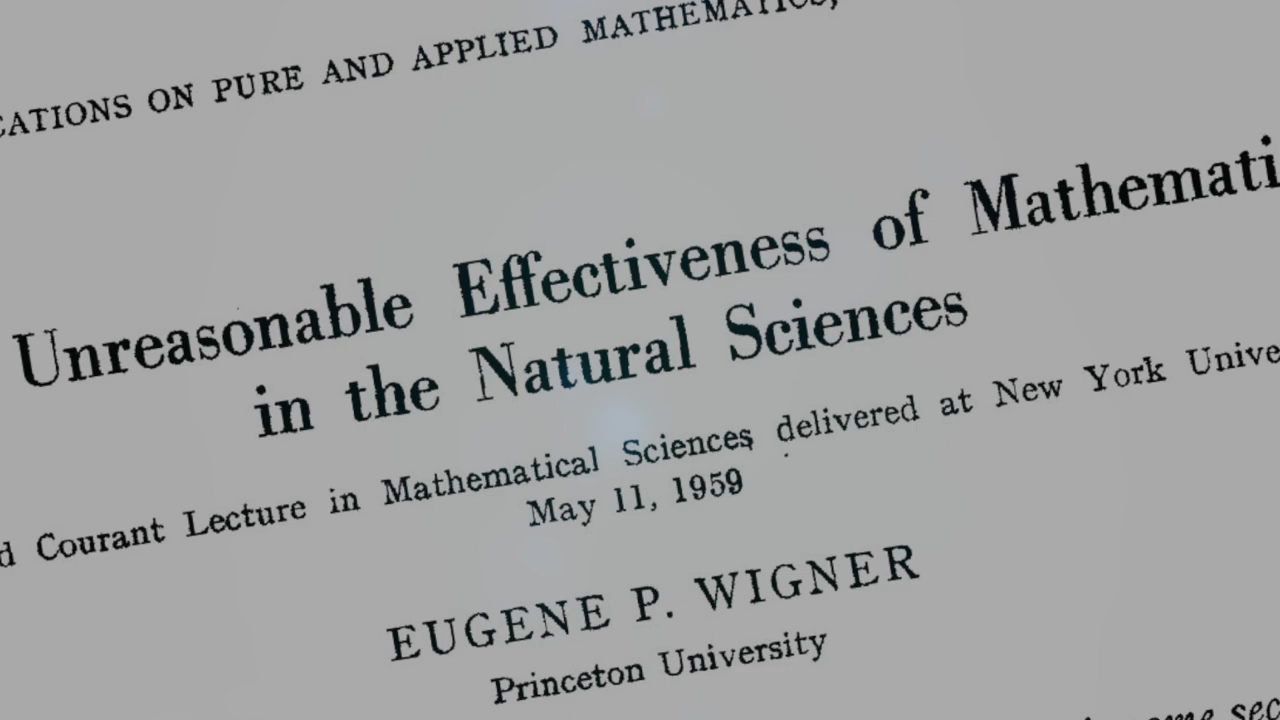 CATIONS ON PURE AND APPLIED MATHEMATICS,
Unreasonable Effectiveness of Mathemati
in the Natural Sciences
d Courant Lecture in Mathematical Sciences delivered at New York Unive
May 11, 1959
EUGENE P. WIGNER
Princeton University
sec